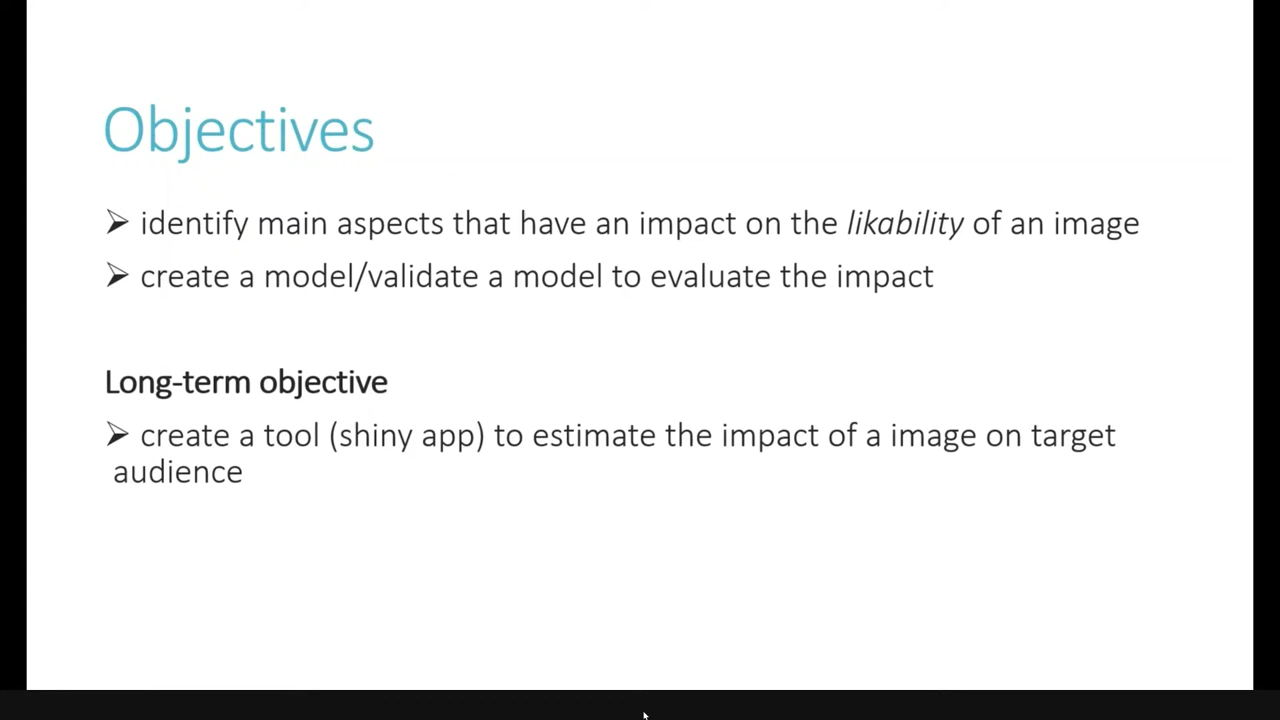 Objectives
➢ identify main aspects that have an impact on the likability of an image
➢ create a model/validate a model to evaluate the impact
Long-term objective
➢ create a tool (shiny app) to estimate the impact of a image on target
audience